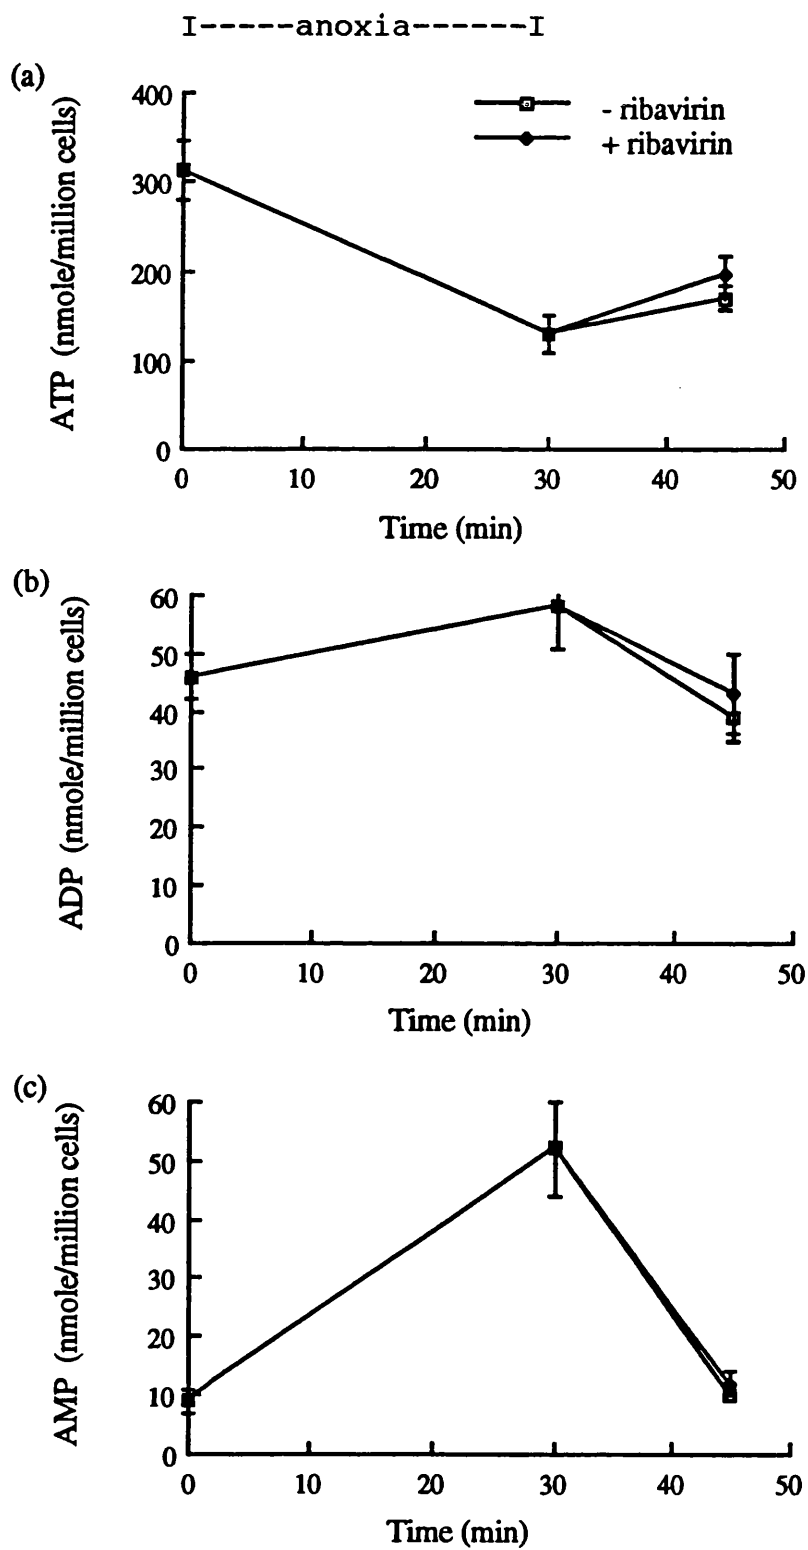 I-----anoxia------I
(a)
ATP (nmole/million cells)
400
300
200
100
0
- ribavirin
+ ribavirin
0 10 20 30 40 50
Time (min)
(b)
ADP (nmole/million cells)
60
50
40
30
20
10
0
0 10 20 30 40 50
Time (min)
(c)
AMP (nmole/million cells)
60
50
40
30
20
10
0
0 10 20 30 40 50
Time (min)